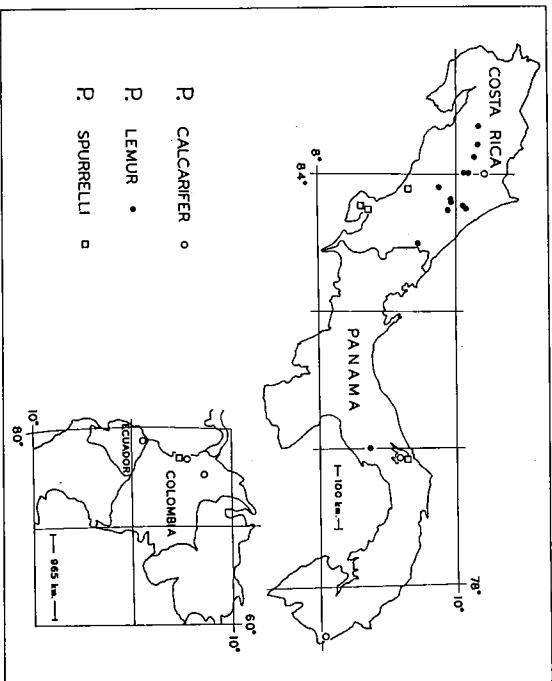 COSTA RICA
PANAMA
8°
84°
10°
78°
100 km.
P. CALCARIFER
P. LEMUR
P. SPURRELLI
ECUADOR
COLOMBIA
10°
80°
60°
10°
965 km.